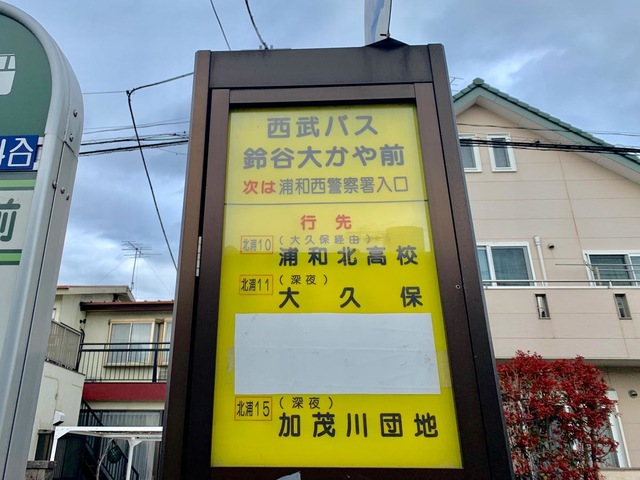 西武バス
鈴谷大かや前
次は 浦和西警察署入口
行先
北浦10 (大久保経由) 浦和北高校
北浦11 (深夜) 大久保
北浦15 (深夜) 加茂川団地
前